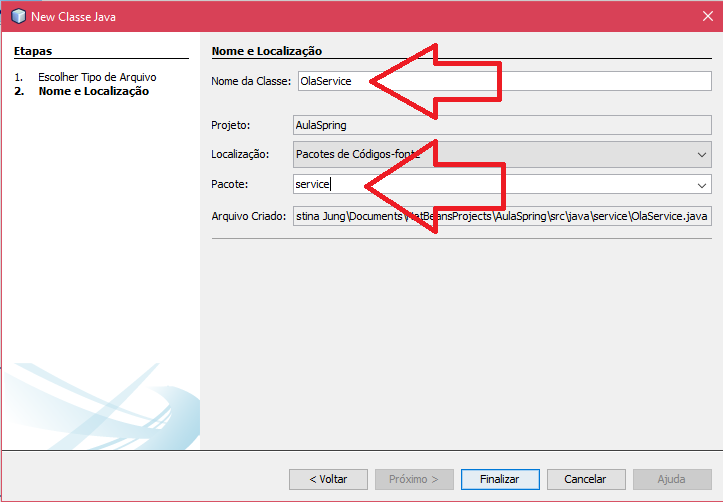 New Classe Java
Etapas
1. Escolher Tipo de Arquivo
2. Nome e Localização
Nome e Localização
Nome da Classe: OlaService
Projeto: AulaSpring
Localização: Pacotes de Códigos-fonte
Pacote: service
Arquivo Criado: stina Jung\Documents\NetBeansProjects\AulaSpring\src\java\service\OlaService.java
< Voltar Próximo > Finalizar Cancelar Ajuda